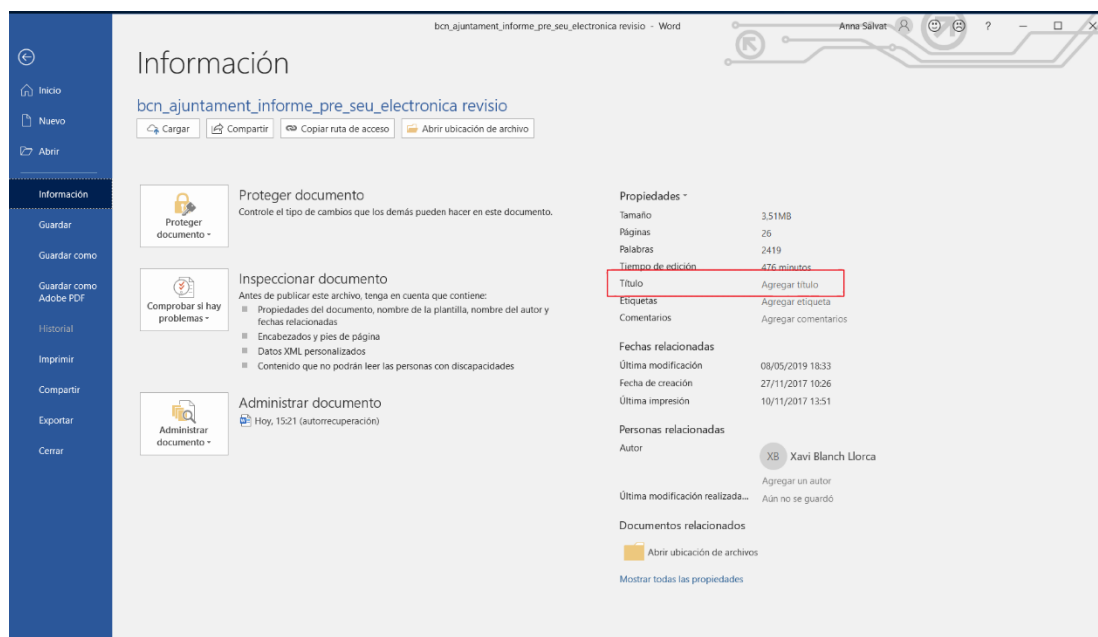 bcn_ajuntament_informe_pre_seu_electronica revisio - Word
Anna Salvat
?
Información
bcn_ajuntament_informe_pre_seu_electronica revisio
Cargar
Compartir
Copiar ruta de acceso
Abrir ubicación de archivo
Inicio
Nuevo
Abrir
Información
Guardar
Guardar como
Guardar como
Adobe PDF
Historial
Imprimir
Compartir
Exportar
Cerrar
Proteger
documento
Proteger documento
Controle el tipo de cambios que los demás pueden hacer en este documento.
Comprobar si hay
problemas
Inspeccionar documento
Antes de publicar este archivo, tenga en cuenta que contiene:
Propiedades del documento, nombre de la plantilla, nombre del autor y
fechas relacionadas
Encabezados y pies de página
Datos XML personalizados
Contenido que no podrán leer las personas con discapacidades
Administrar
documento
Administrar documento
Hoy, 15:21 (autorrecuperación)
Propiedades
Tamaño 3,51MB
Páginas 26
Palabras 2419
Tiempo de edición 476 minutos
Título Agregar título
Etiquetas Agregar etiqueta
Comentarios Agregar comentarios
Fechas relacionadas
Última modificación 08/05/2019 18:33
Fecha de creación 27/11/2017 10:26
Última impresión 10/11/2017 13:51
Personas relacionadas
Autor
XB Xavi Blanch Llorca
Agregar un autor
Última modificación realizada... Aún no se guardó
Documentos relacionados
Abrir ubicación de archivos
Mostrar todas las propiedades